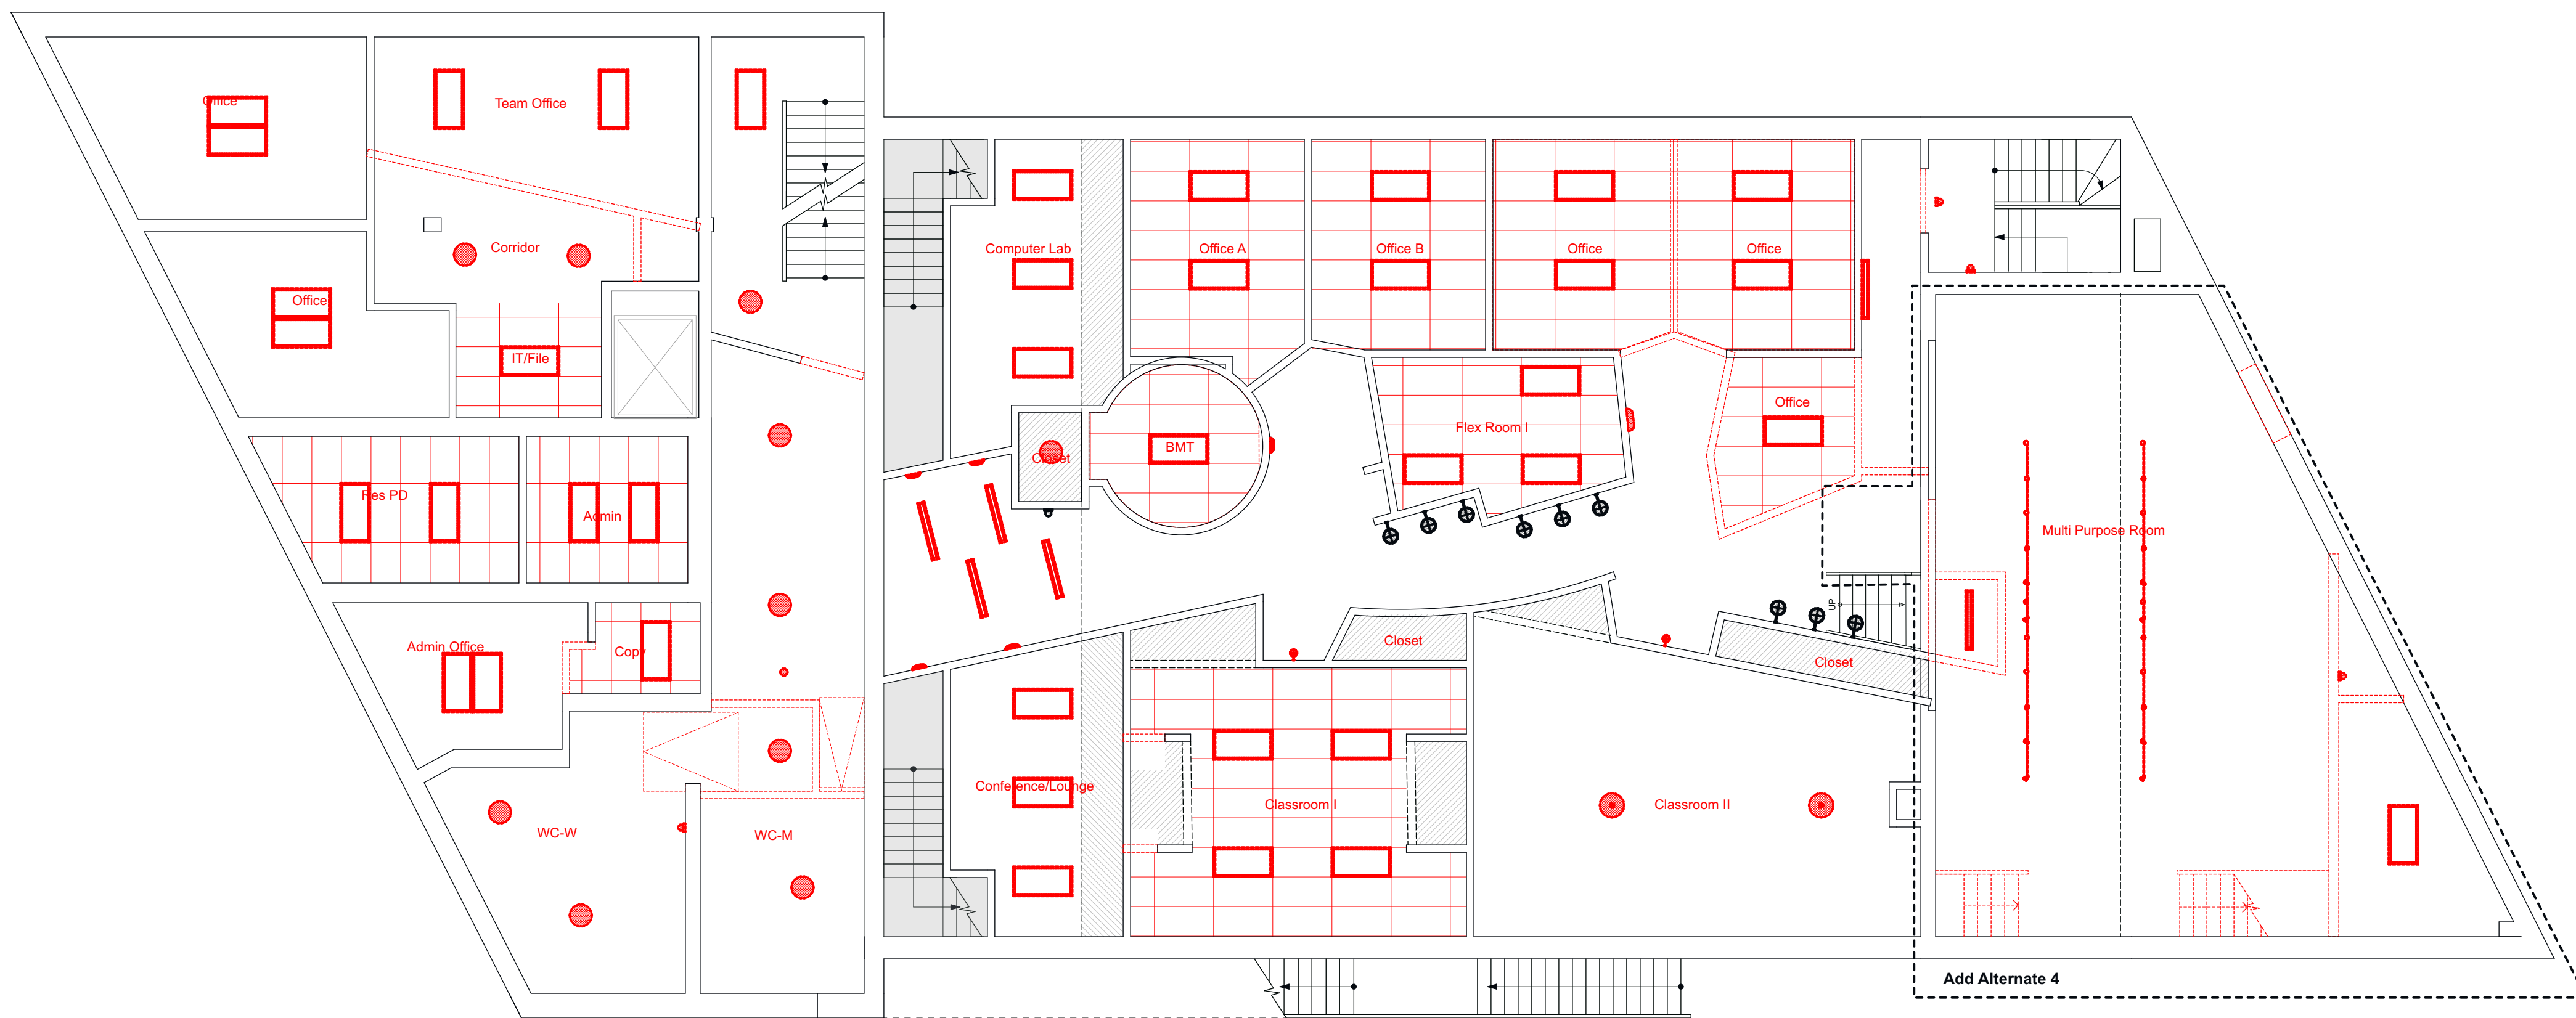 Office
Team Office
Corridor
Computer Lab
Office A
Office B
Office
Office
Office
IT/File
Office
Flex Room I
BMT
Closet
Res PD
Admin
Multi Purpose Room
UP
Admin Office
Copy
Closet
Closet
Conference/Lounge
Classroom I
Classroom II
WC-W
WC-M
Add Alternate 4